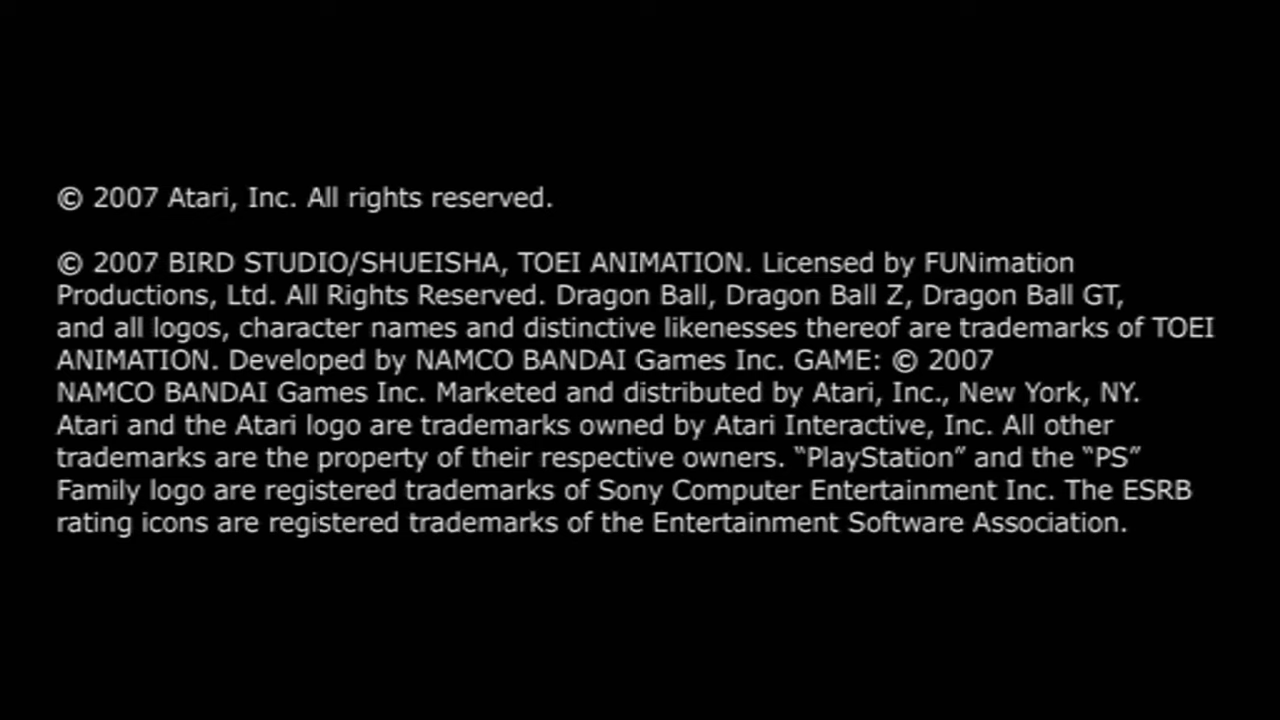 © 2007 Atari, Inc. All rights reserved.
© 2007 BIRD STUDIO/SHUEISHA, TOEI ANIMATION. Licensed by FUNimation
Productions, Ltd. All Rights Reserved. Dragon Ball, Dragon Ball Z, Dragon Ball GT,
and all logos, character names and distinctive likenesses thereof are trademarks of TOEI
ANIMATION. Developed by NAMCO BANDAI Games Inc. GAME: © 2007
NAMCO BANDAI Games Inc. Marketed and distributed by Atari, Inc., New York, NY.
Atari and the Atari logo are trademarks owned by Atari Interactive, Inc. All other
trademarks are the property of their respective owners. “PlayStation” and the “PS”
Family logo are registered trademarks of Sony Computer Entertainment Inc. The ESRB
rating icons are registered trademarks of the Entertainment Software Association.